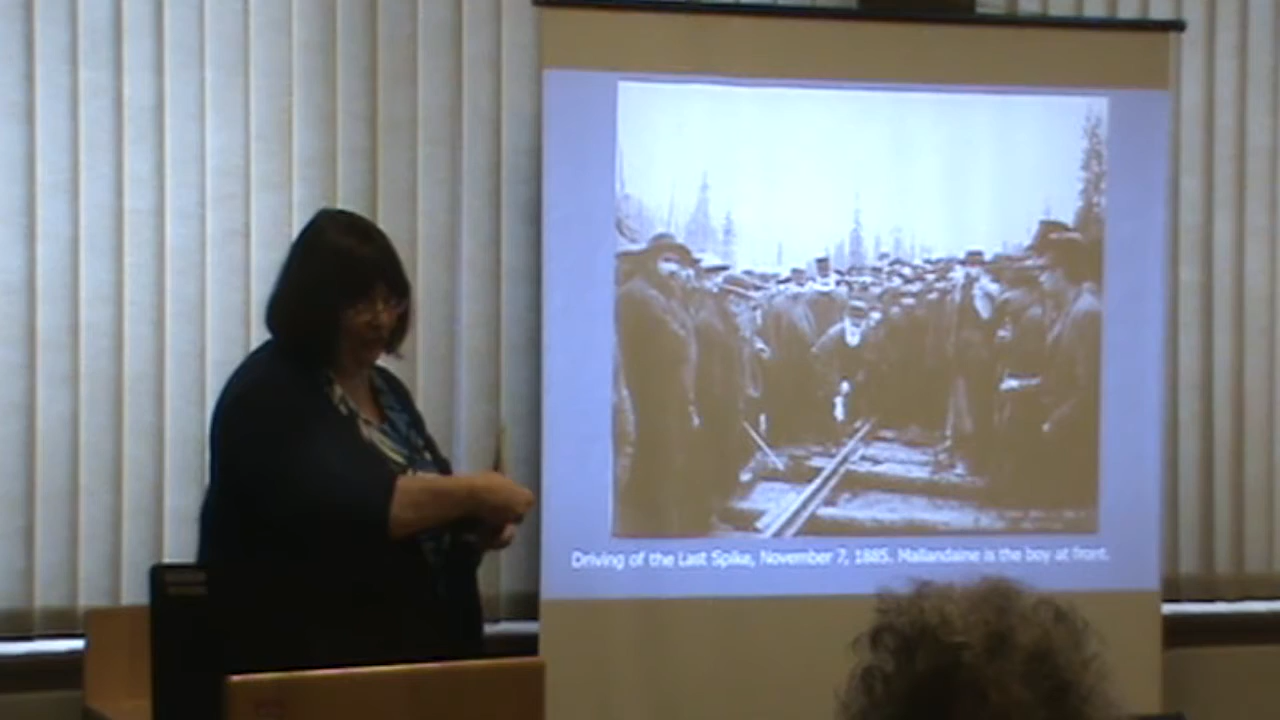 Driving of the Last Spike, November 7, 1885. Mallandaine is the boy at front.